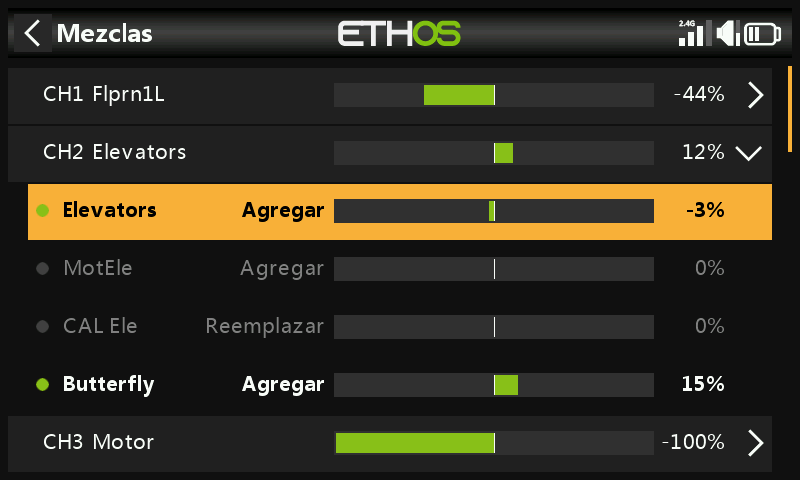 Mezclas ETHOS 2.4G
CH1 Flprn1L -44%
CH2 Elevators 12%
Elevators Agregar -3%
MotEle Agregar 0%
CAL Ele Reemplazar 0%
Butterfly Agregar 15%
CH3 Motor -100%